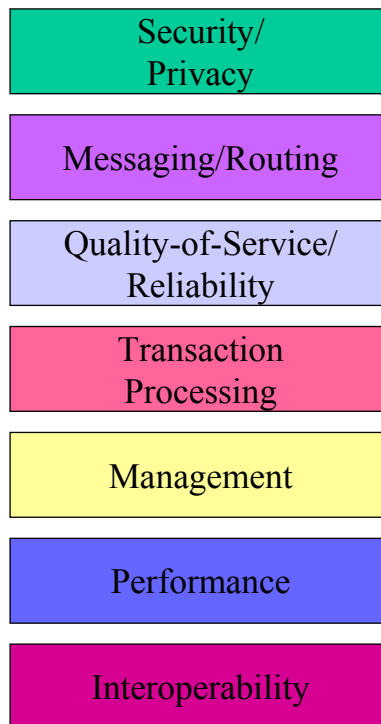 Security/
Privacy
Messaging/Routing
Quality-of-Service/
Reliability
Transaction
Processing
Management
Performance
Interoperability